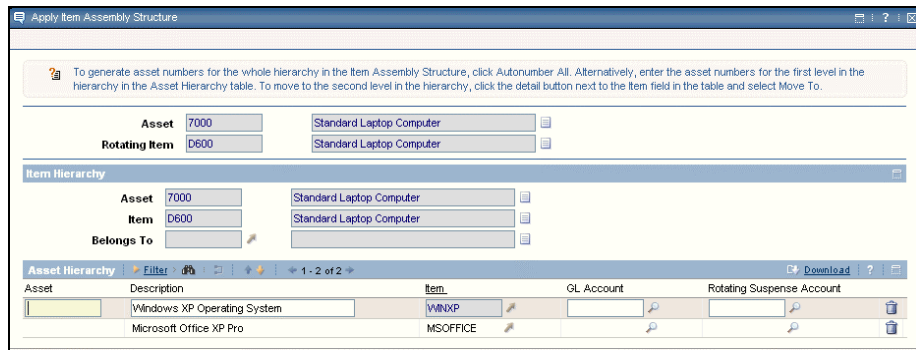 Apply Item Assembly Structure
?
To generate asset numbers for the whole hierarchy in the Item Assembly Structure, click Autonumber All. Alternatively, enter the asset numbers for the first level in the
hierarchy in the Asset Hierarchy table. To move to the second level in the hierarchy, click the detail button next to the Item field in the table and select Move To.
Asset 7000 Standard Laptop Computer
Rotating Item D600 Standard Laptop Computer
Item Hierarchy
Asset 7000 Standard Laptop Computer
Item D600 Standard Laptop Computer
Belongs To
Asset Hierarchy Filter 1 - 2 of 2 Download ?
Asset Description Item GL Account Rotating Suspense Account
Windows XP Operating System WINXP
Microsoft Office XP Pro MSOFFICE